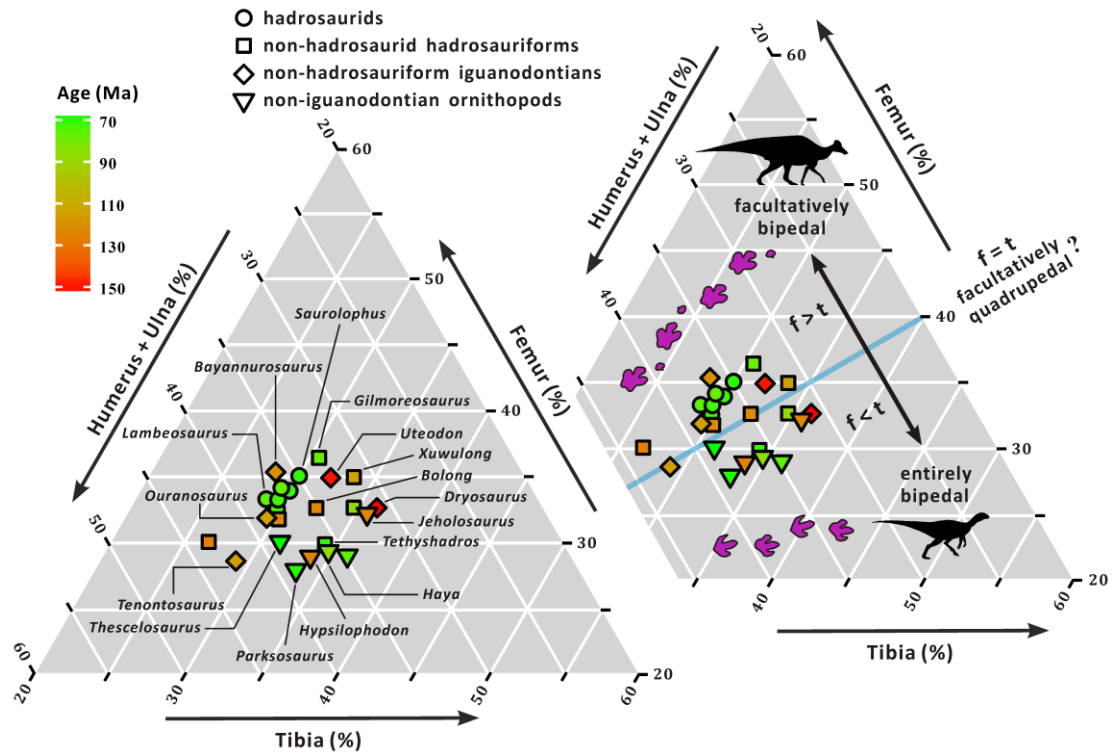 hadrosaurids
non-hadrosaurid hadrosauriforms
non-hadrosauriform iguanodontians
non-iguanodontian ornithopods
Age (Ma)
70
90
110
130
150
20
60
Humerus + Ulna (%)
30
50
Femur (%)
Saurolophus
Bayannurosaurus
Gilmoreosaurus
40
40
Lambeosaurus
Uteodon
Xuwulong
Bolong
Ouranosaurus
Dryosaurus
Jeholosaurus
50
30
Tethyshadros
Tenontosaurus
Haya
Thescelosaurus
Hypsilophodon
Parksosaurus
60
20
20
30
40
50
60
Tibia (%)
20
60
Humerus + Ulna (%)
Femur (%)
30
50
facultatively
bipedal
f = t
facultatively
quadrupedal ?
40
40
f > t
f < t
30
entirely
bipedal
20
40
50
60
Tibia (%)